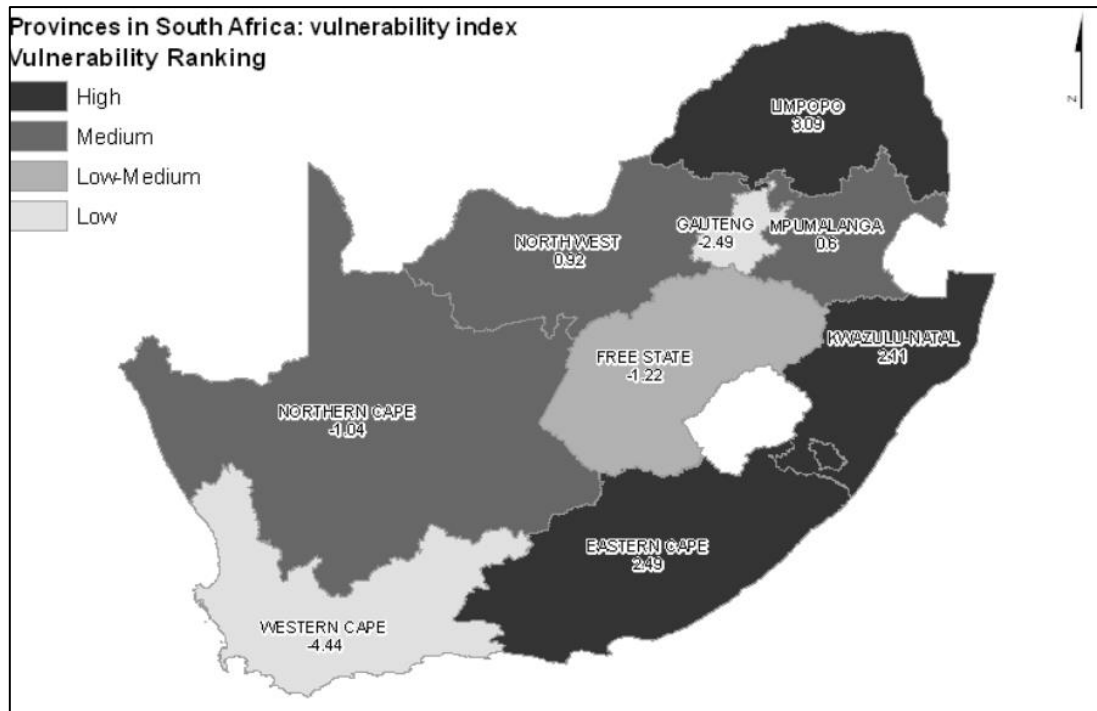 Provinces in South Africa: vulnerability index
Vulnerability Ranking
High
Medium
Low-Medium
Low
N
LIMPOPO
3.09
GAUTENG
-2.49
MPUMALANGA
0.6
NORTH WEST
0.92
KWAZULU-NATAL
2.11
FREE STATE
-1.22
NORTHERN CAPE
-1.04
EASTERN CAPE
2.49
WESTERN CAPE
-4.44